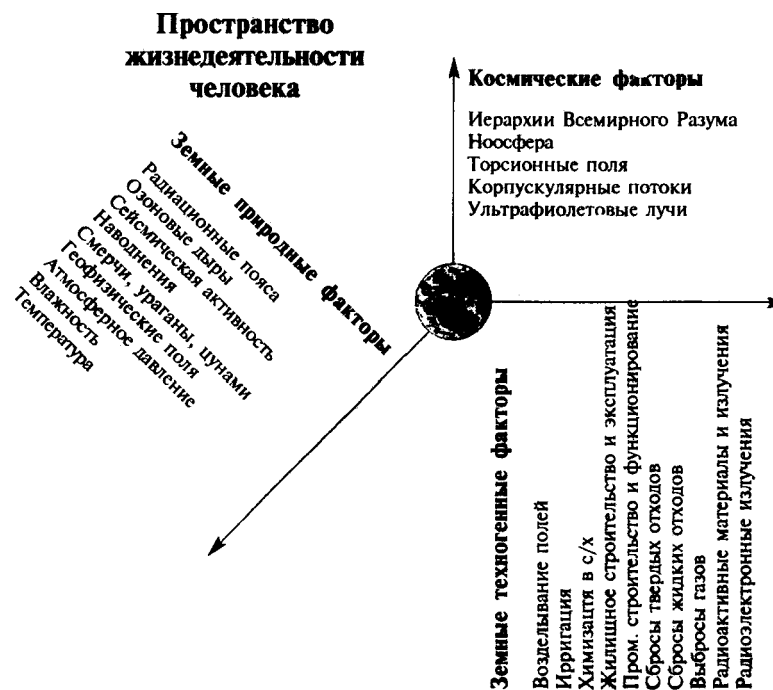 Пространство
жизнедеятельности
человека
Космические факторы
Иерархии Всемирного Разума
Ноосфера
Торсионные поля
Корпускулярные потоки
Ультрафиолетовые лучи
Земные природные факторы
Радиационные пояса
Озоновые дыры
Сейсмическая активность
Наводнения
Смерчи, ураганы, цунами
Геофизические поля
Атмосферное давление
Влажность
Температура
Земные техногенные факторы
Возделывание полей
Ирригация
Химизацтя в с/х
Жилищное строительство и эксплуатация
Пром. строительство и функционирование
Сбросы твердых отходов
Сбросы жидких отходов
Выбросы газов
Радиоактивные материалы и излучения
Радиоэлектронные излучения